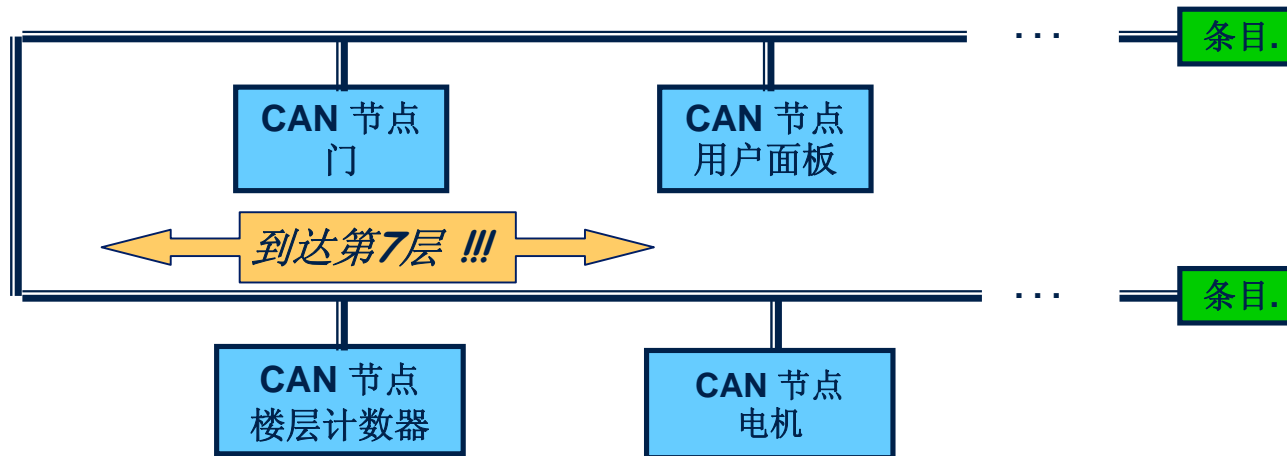 ... 条目.
CAN 节点
门
CAN 节点
用户面板
到达第7层 !!!
... 条目.
CAN 节点
楼层计数器
CAN 节点
电机